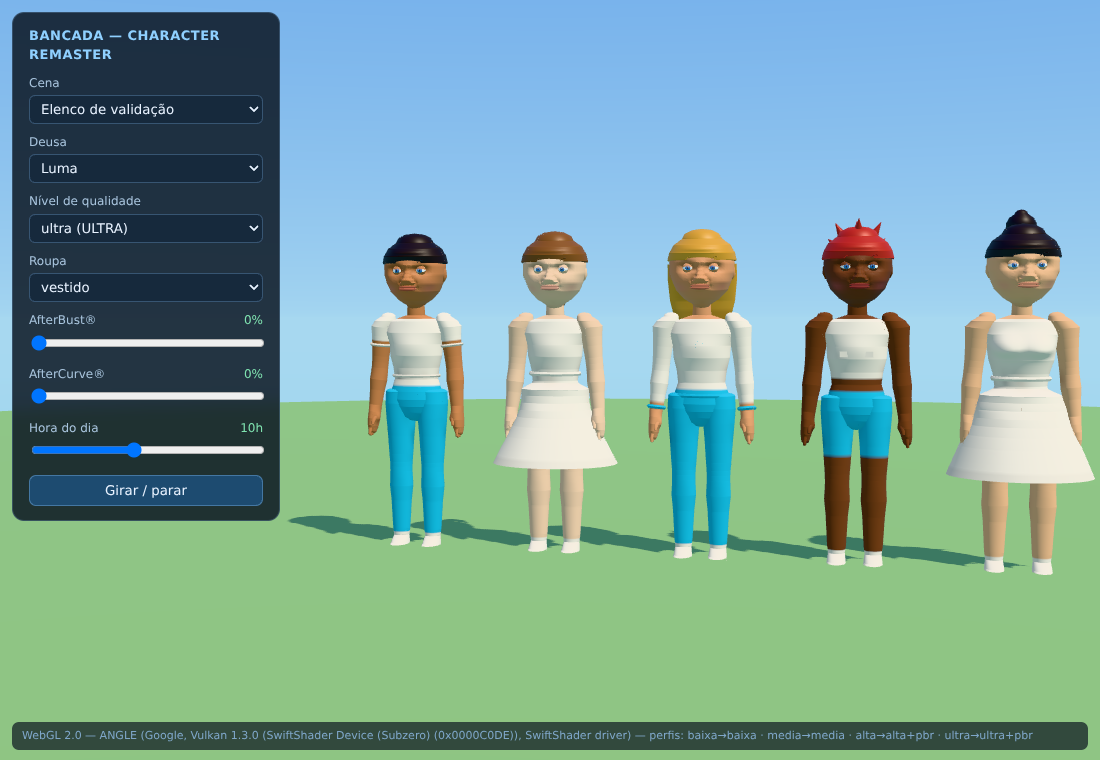 BANCADA — CHARACTER
REMASTER
Cena
Elenco de validação
Deusa
Luma
Nível de qualidade
ultra (ULTRA)
Roupa
vestido
AfterBust® 0%
AfterCurve® 0%
Hora do dia 10h
Girar / parar
WebGL 2.0 — ANGLE (Google, Vulkan 1.3.0 (SwiftShader Device (Subzero) (0x0000C0DE)), SwiftShader driver) — perfis: baixa→baixa · media→media · alta→alta+pbr · ultra→ultra+pbr